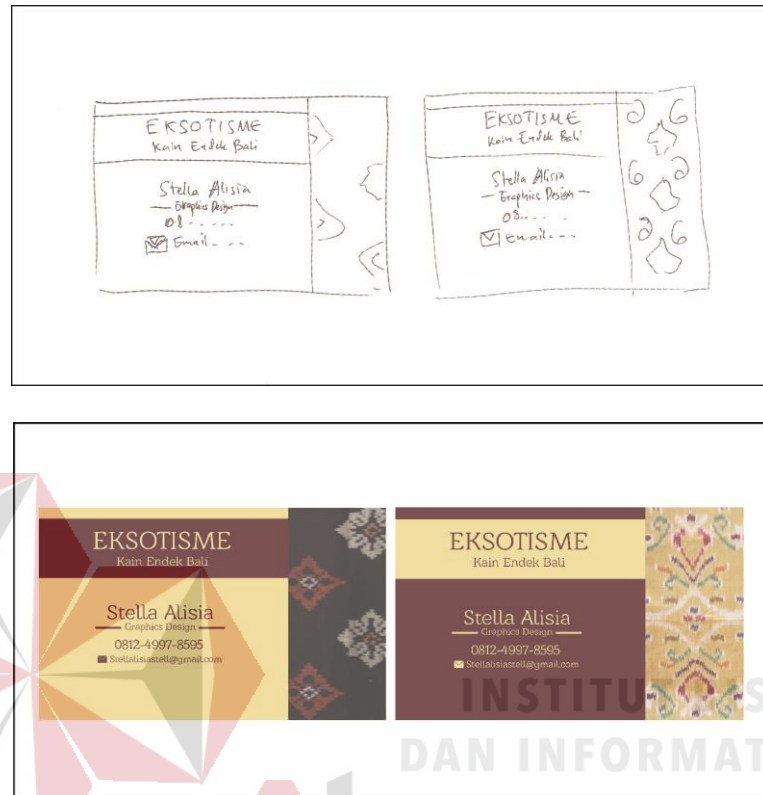 EKSOTISME
Kain Endek Bali
Stella Alisia
Graphics Design
08.....
Email...
EKSOTISME
Kain Endek Bali
Stella Alisia
Graphics Design
08.....
Email...
EKSOTISME
Kain Endek Bali
Stella Alisia
Graphics Design
0812-4997-8595
Stellalisiastell@gmail.com
EKSOTISME
Kain Endek Bali
Stella Alisia
Graphics Design
0812-4997-8595
Stellalisiastell@gmail.com
INSTITUT
DAN INFORMAT